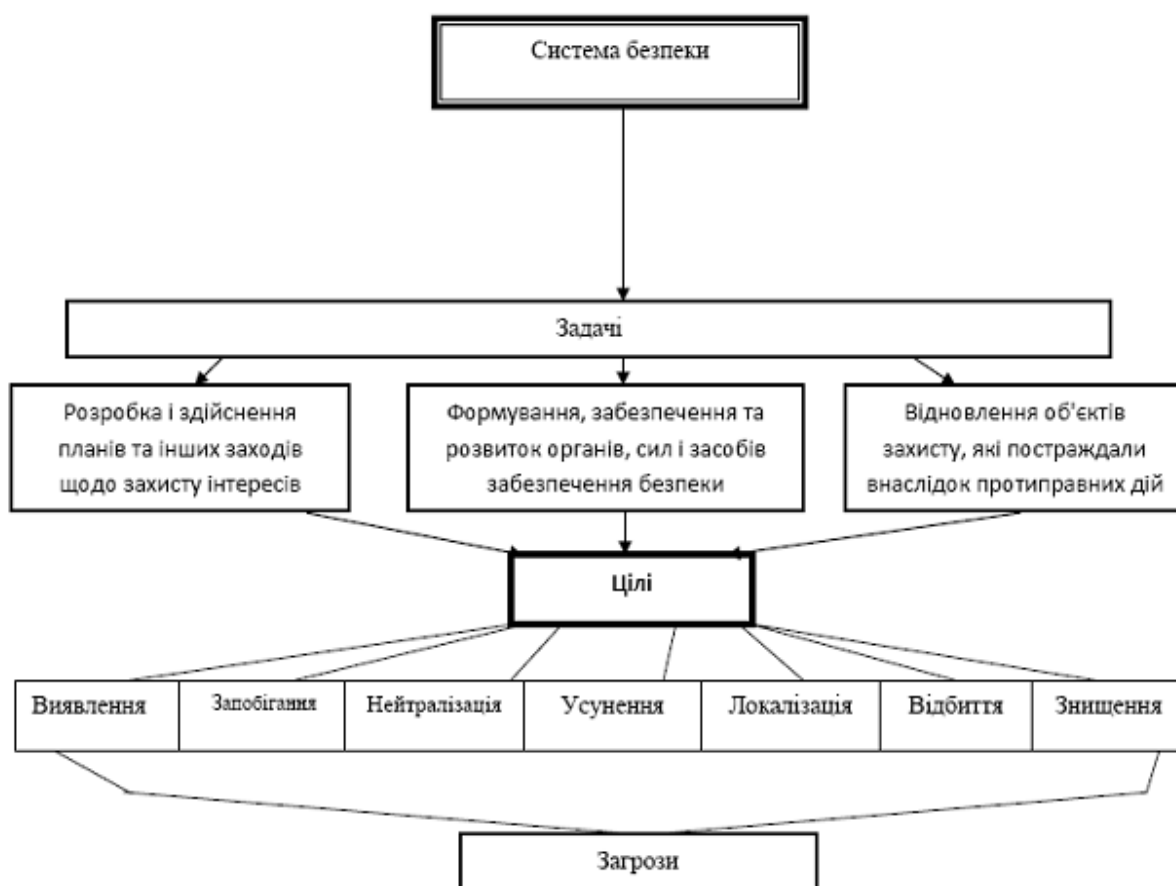 Система безпеки
Задачі
Розробка і здійснення
планів та інших заходів
щодо захисту інтересів
Формування, забезпечення та
розвиток органів, сил і засобів
забезпечення безпеки
Відновлення об'єктів
захисту, які постраждали
внаслідок протиправних дій
Цілі
Виявлення
Запобігання
Нейтралізація
Усунення
Локалізація
Відбиття
Знищення
Загрози